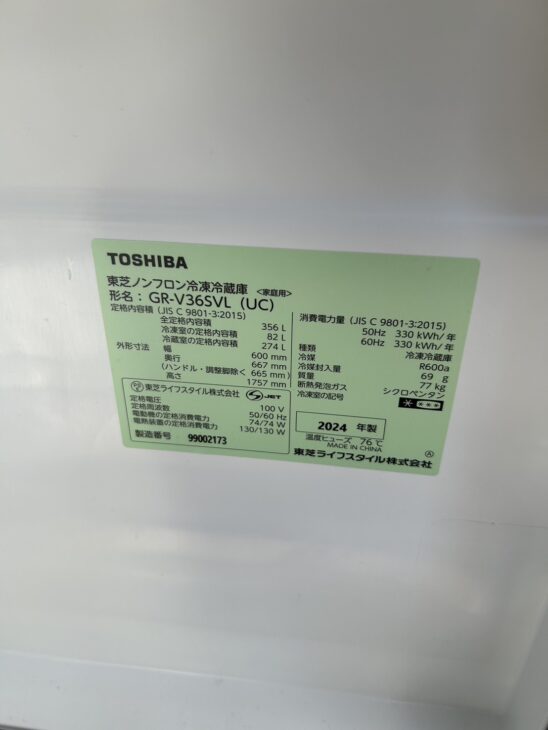 TOSHIBA
東芝ノンフロン冷凍冷蔵庫 <家庭用>
形名：GR-V36SVL (UC)
定格内容積 (JIS C 9801-3:2015)
全定格内容積 356 L
冷凍室の定格内容積 82 L
冷蔵室の定格内容積 274 L
外形寸法 幅 600 mm
奥行 667 mm
(ハンドル・調整脚除く 665 mm)
高さ 1757 mm
消費電力量 (JIS C 9801-3:2015)
50Hz 330 kWh/年
60Hz 330 kWh/年
種類 冷凍冷蔵庫
冷媒 R600a
冷媒封入量 69 g
質量 77 kg
断熱発泡ガス シクロペンタン
冷凍室の記号
東芝ライフスタイル株式会社 JET
定格電圧 100 V
定格周波数 50/60 Hz
電動機の定格消費電力 74/74 W
電熱装置の定格消費電力 130/130 W
製造番号 99002173
2024 年製
温度ヒューズ 76℃
MADE IN CHINA
東芝ライフスタイル株式会社
Ⓐ